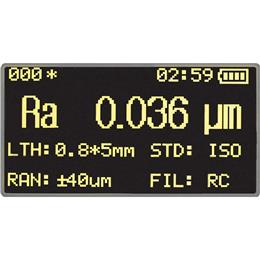 000* 02:59
Ra 0.036 µm
LTH:0.8*5mm STD: ISO
RAN: ±40um FIL: RC